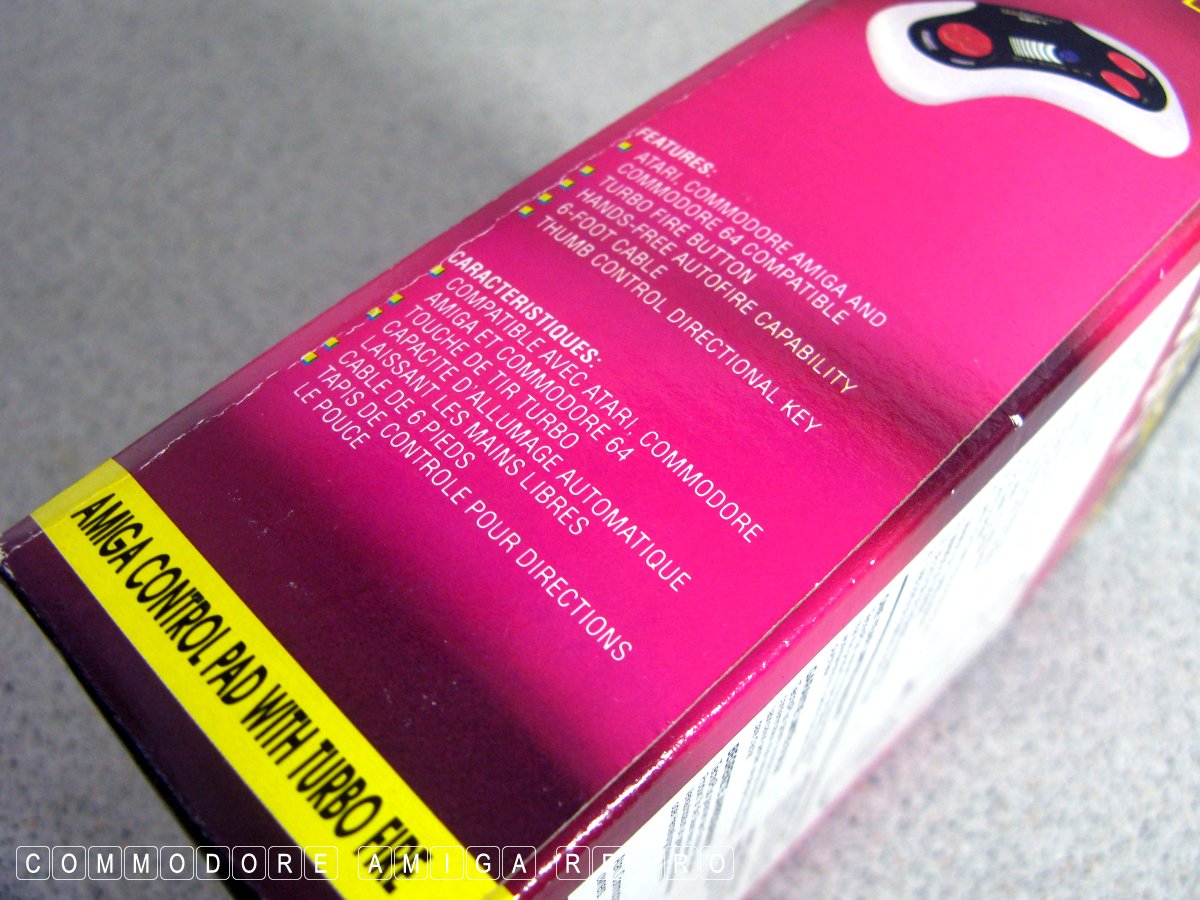 FEATURES:
ATARI, COMMODORE AMIGA AND
COMMODORE 64 COMPATIBLE
TURBO FIRE BUTTON
HANDS-FREE AUTOFIRE CAPABILITY
6-FOOT CABLE
THUMB CONTROL DIRECTIONAL KEY
CARACTERISTIQUES:
COMPATIBLE AVEC ATARI, COMMODORE
AMIGA ET COMMODORE 64
TOUCHE DE TIR TURBO
CAPACITE D'ALLUMAGE AUTOMATIQUE
LAISSANT LES MAINS LIBRES
CABLE DE 6 PIEDS
TAPIS DE CONTROLE POUR DIRECTIONS
LE POUCE
AMIGA CONTROL PAD WITH TURBO FIRE
COMMODORE AMIGA RETRO